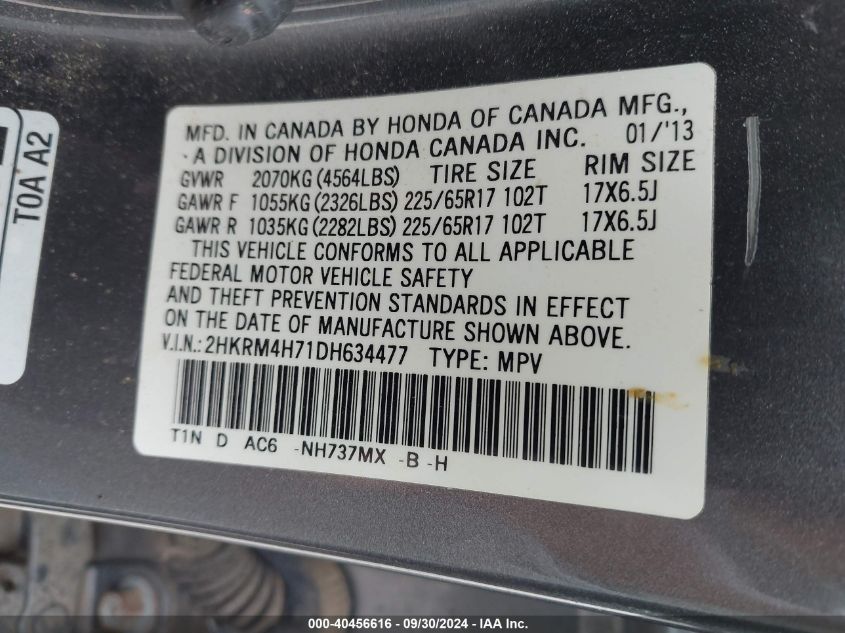 MFD. IN CANADA BY HONDA OF CANADA MFG.,
A DIVISION OF HONDA CANADA INC. 01/'13
GVWR 2070KG (4564LBS) TIRE SIZE RIM SIZE
GAWR F 1055KG (2326LBS) 225/65R17 102T 17X6.5J
GAWR R 1035KG (2282LBS) 225/65R17 102T 17X6.5J
THIS VEHICLE CONFORMS TO ALL APPLICABLE
FEDERAL MOTOR VEHICLE SAFETY
AND THEFT PREVENTION STANDARDS IN EFFECT
ON THE DATE OF MANUFACTURE SHOWN ABOVE.
V.I.N.: 2HKRM4H71DH634477 TYPE: MPV
T1N D AC6 -NH737MX -B -H
T0A A2
000-40456616 - 09/30/2024 - IAA Inc.